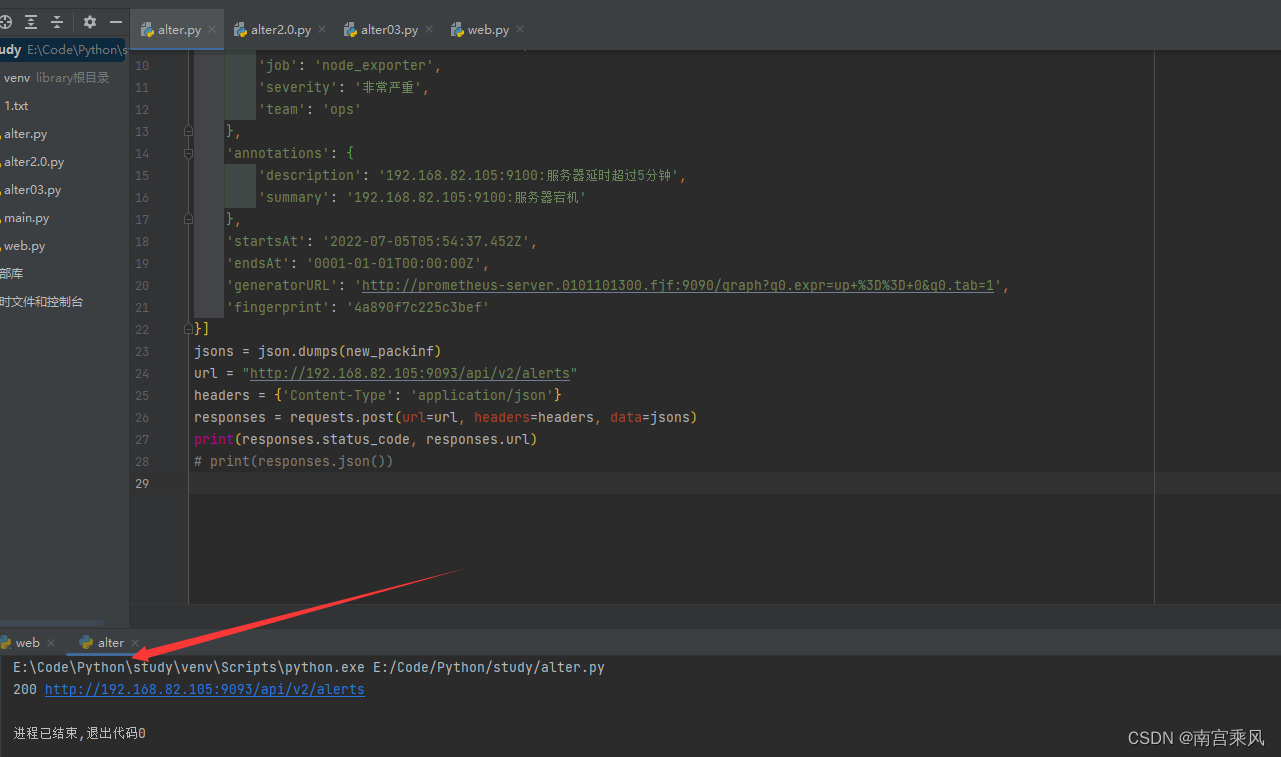 alter.py
alter2.0.py
alter03.py
web.py
udy E:\Code\Python\s
venv library根目录
1.txt
alter.py
alter2.0.py
alter03.py
main.py
web.py
部库
时文件和控制台
10 'job': 'node_exporter',
11 'severity': '非常严重',
12 'team': 'ops'
13 },
14 'annotations': {
15 'description': '192.168.82.105:9100:服务器延时超过5分钟',
16 'summary': '192.168.82.105:9100:服务器宕机'
17 },
18 'startsAt': '2022-07-05T05:54:37.452Z',
19 'endsAt': '0001-01-01T00:00:00Z',
20 'generatorURL': 'http://prometheus-server.0101101300.fjf:9090/graph?g0.expr=up+%3D%3D+0&g0.tab=1',
21 'fingerprint': '4a890f7c225c3bef'
22 }]
23 jsons = json.dumps(new_packinf)
24 url = "http://192.168.82.105:9093/api/v2/alerts"
25 headers = {'Content-Type': 'application/json'}
26 responses = requests.post(url=url, headers=headers, data=jsons)
27 print(responses.status_code, responses.url)
28 # print(responses.json())
29
web
alter
E:\Code\Python\study\venv\Scripts\python.exe E:/Code/Python/study/alter.py
200 http://192.168.82.105:9093/api/v2/alerts
进程已结束,退出代码0
CSDN @南宫乘风